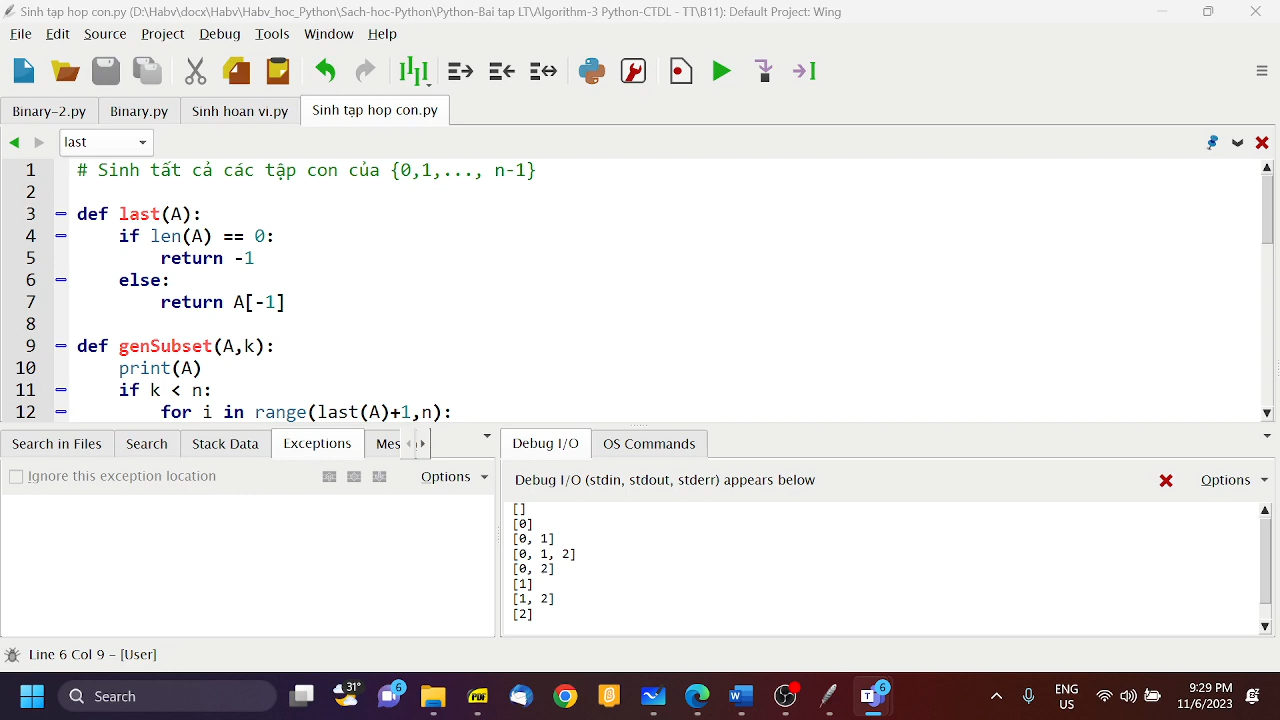 Sinh tạp hop con.py (D:\Habv\docx\Habv\Habv_hoc_Python\Sach-hoc-Python\Python-Bai tap LT\Algorithm-3 Python-CTDL - TT\B11): Default Project: Wing
File Edit Source Project Debug Tools Window Help
Binary-2.py Binary.py Sinh hoan vi.py Sinh tạp hop con.py
last
1 # Sinh tất cả các tập con của {0,1,..., n-1}
2
3 def last(A):
4 if len(A) == 0:
5 return -1
6 else:
7 return A[-1]
8
9 def genSubset(A,k):
10 print(A)
11 if k < n:
12 for i in range(last(A)+1,n):
Search in Files Search Stack Data Exceptions Mes
Debug I/O OS Commands
Ignore this exception location Options
Debug I/O (stdin, stdout, stderr) appears below Options
[]
[0]
[0, 1]
[0, 1, 2]
[0, 2]
[1]
[1, 2]
[2]
Line 6 Col 9 – [User]
Search 31° 6 PDF 6 ENG US 9:29 PM 11/6/2023